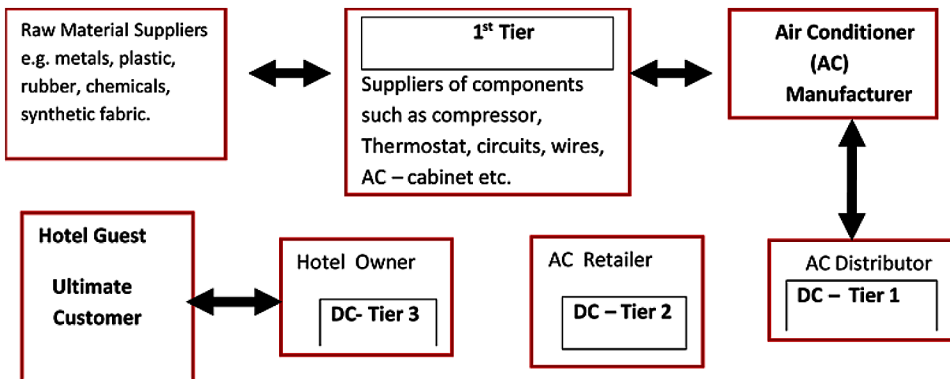 Raw Material Suppliers
e.g. metals, plastic,
rubber, chemicals,
synthetic fabric.
1st Tier
Suppliers of components
such as compressor,
Thermostat, circuits, wires,
AC – cabinet etc.
Air Conditioner
(AC)
Manufacturer
Hotel Guest
Ultimate
Customer
Hotel Owner
DC- Tier 3
AC Retailer
DC – Tier 2
AC Distributor
DC – Tier 1